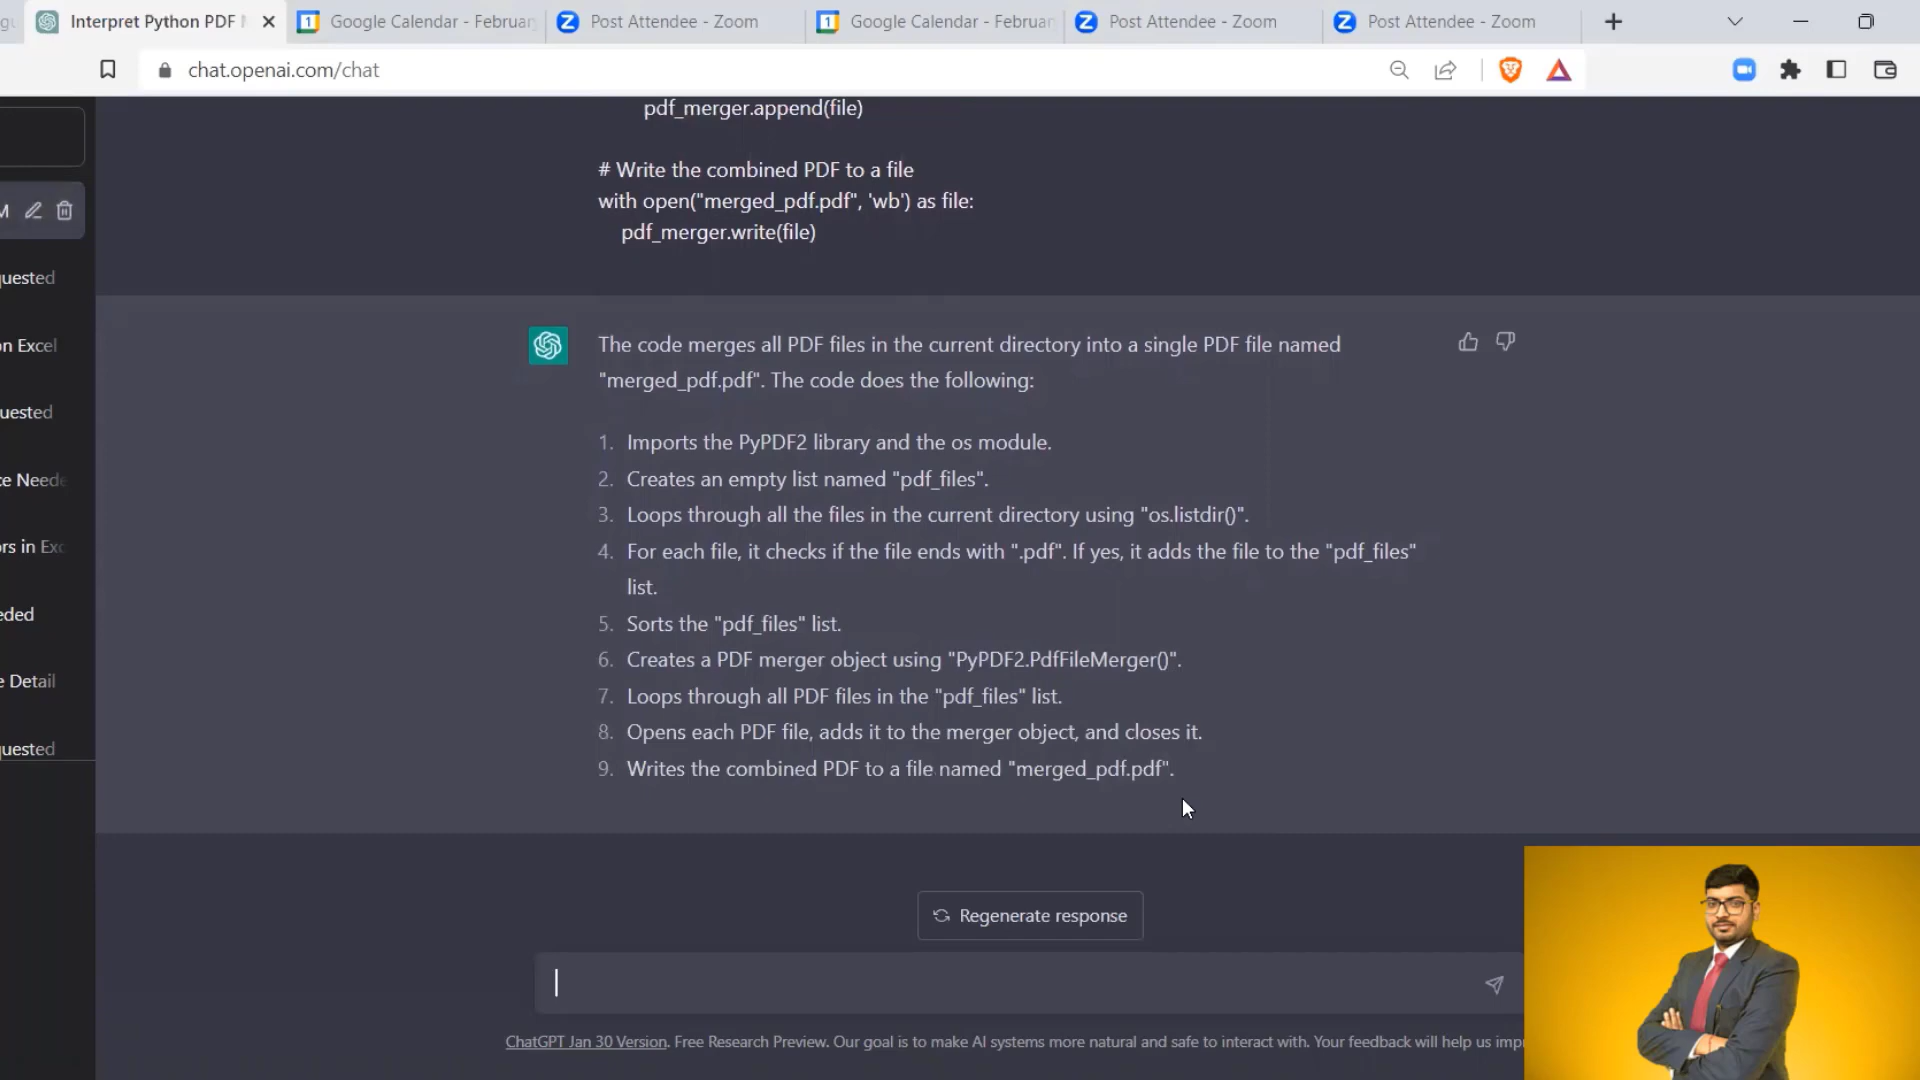 Interpret Python PDF
Google Calendar - Februar
Post Attendee - Zoom
Google Calendar - Februar
Post Attendee - Zoom
Post Attendee - Zoom
chat.openai.com/chat
pdf_merger.append(file)
# Write the combined PDF to a file
with open("merged_pdf.pdf", 'wb') as file:
pdf_merger.write(file)
quested
on Excel
uested
ce Neede
rs in Exc
eded
e Detail
quested
The code merges all PDF files in the current directory into a single PDF file named
"merged_pdf.pdf". The code does the following:
1. Imports the PyPDF2 library and the os module.
2. Creates an empty list named "pdf_files".
3. Loops through all the files in the current directory using "os.listdir()".
4. For each file, it checks if the file ends with ".pdf". If yes, it adds the file to the "pdf_files"
list.
5. Sorts the "pdf_files" list.
6. Creates a PDF merger object using "PyPDF2.PdfFileMerger()".
7. Loops through all PDF files in the "pdf_files" list.
8. Opens each PDF file, adds it to the merger object, and closes it.
9. Writes the combined PDF to a file named "merged_pdf.pdf".
Regenerate response
ChatGPT Jan 30 Version. Free Research Preview. Our goal is to make AI systems more natural and safe to interact with. Your feedback will help us imp